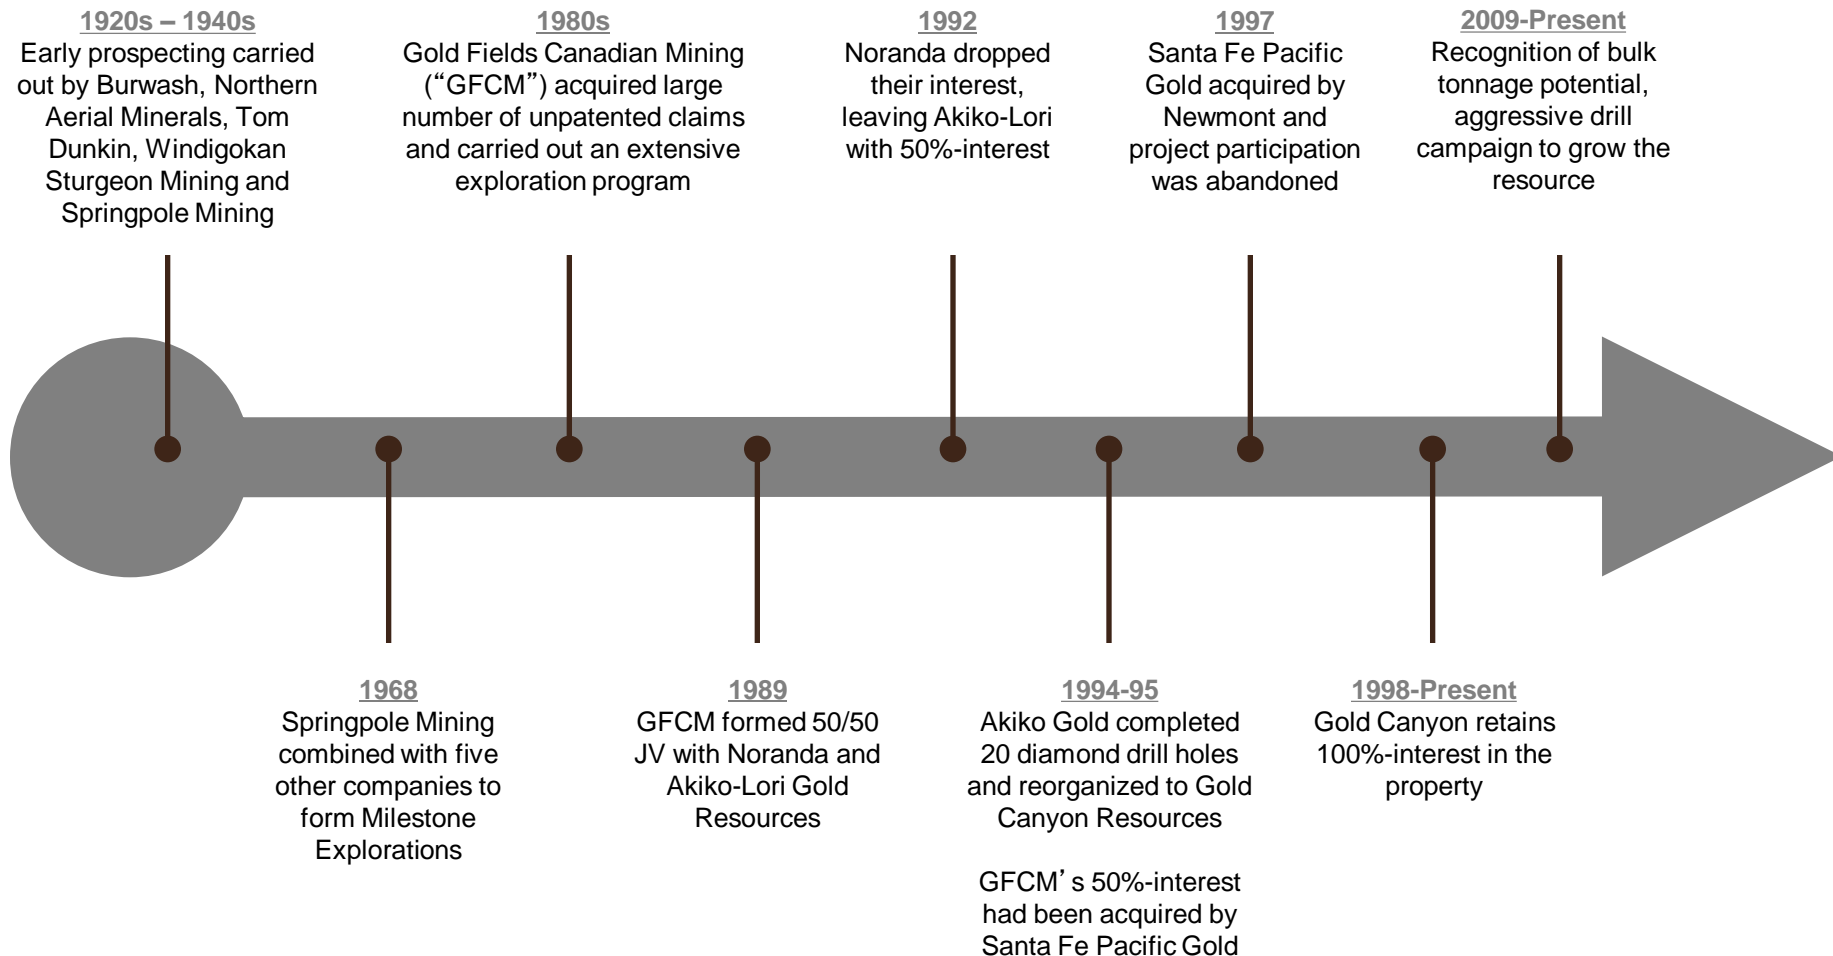 1920s – 1940s
Early prospecting carried
out by Burwash, Northern
Aerial Minerals, Tom
Dunkin, Windigokan
Sturgeon Mining and
Springpole Mining
1980s
Gold Fields Canadian Mining
(“GFCM”) acquired large
number of unpatented claims
and carried out an extensive
exploration program
1992
Noranda dropped
their interest,
leaving Akiko-Lori
with 50%-interest
1997
Santa Fe Pacific
Gold acquired by
Newmont and
project participation
was abandoned
2009-Present
Recognition of bulk
tonnage potential,
aggressive drill
campaign to grow the
resource
1968
Springpole Mining
combined with five
other companies to
form Milestone
Explorations
1989
GFCM formed 50/50
JV with Noranda and
Akiko-Lori Gold
Resources
1994-95
Akiko Gold completed
20 diamond drill holes
and reorganized to Gold
Canyon Resources
GFCM’s 50%-interest
had been acquired by
Santa Fe Pacific Gold
1998-Present
Gold Canyon retains
100%-interest in the
property